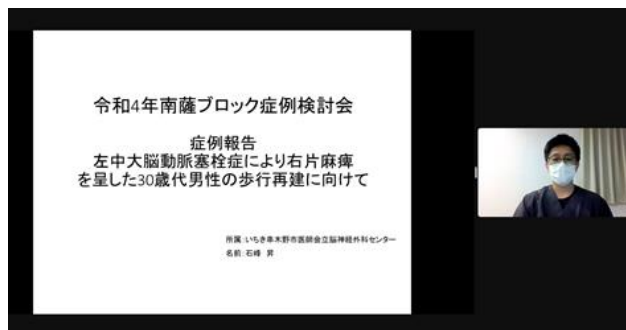 令和4年南薩ブロック症例検討会
症例報告
左中大脳動脈塞栓症により右片麻痺
を呈した30歳代男性の歩行再建に向けて
所属:いちき串木野市医師会立脳神経外科センター
名前:石峰 昇